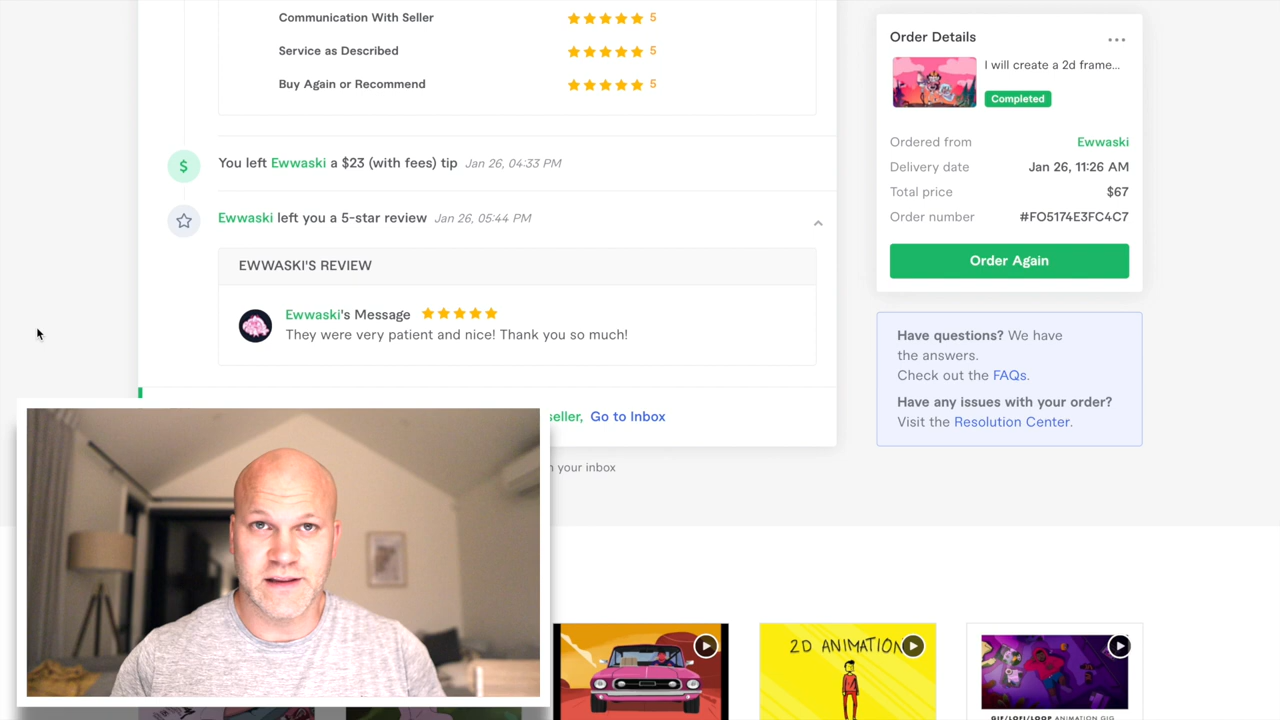 Communication With Seller 5
Service as Described 5
Buy Again or Recommend 5
$ You left Ewwaski a $23 (with fees) tip Jan 26, 04:33 PM
Ewwaski left you a 5-star review Jan 26, 05:44 PM
EWWASKI'S REVIEW
Ewwaski's Message
They were very patient and nice! Thank you so much!
seller, Go to Inbox
your inbox
Order Details
I will create a 2d frame...
Completed
Ordered from Ewwaski
Delivery date Jan 26, 11:26 AM
Total price $67
Order number #FO5174E3FC4C7
Order Again
Have questions? We have
the answers.
Check out the FAQs.
Have any issues with your order?
Visit the Resolution Center.
2D ANIMATION
GIF/LOFI/LOOP ANIMATION GIG